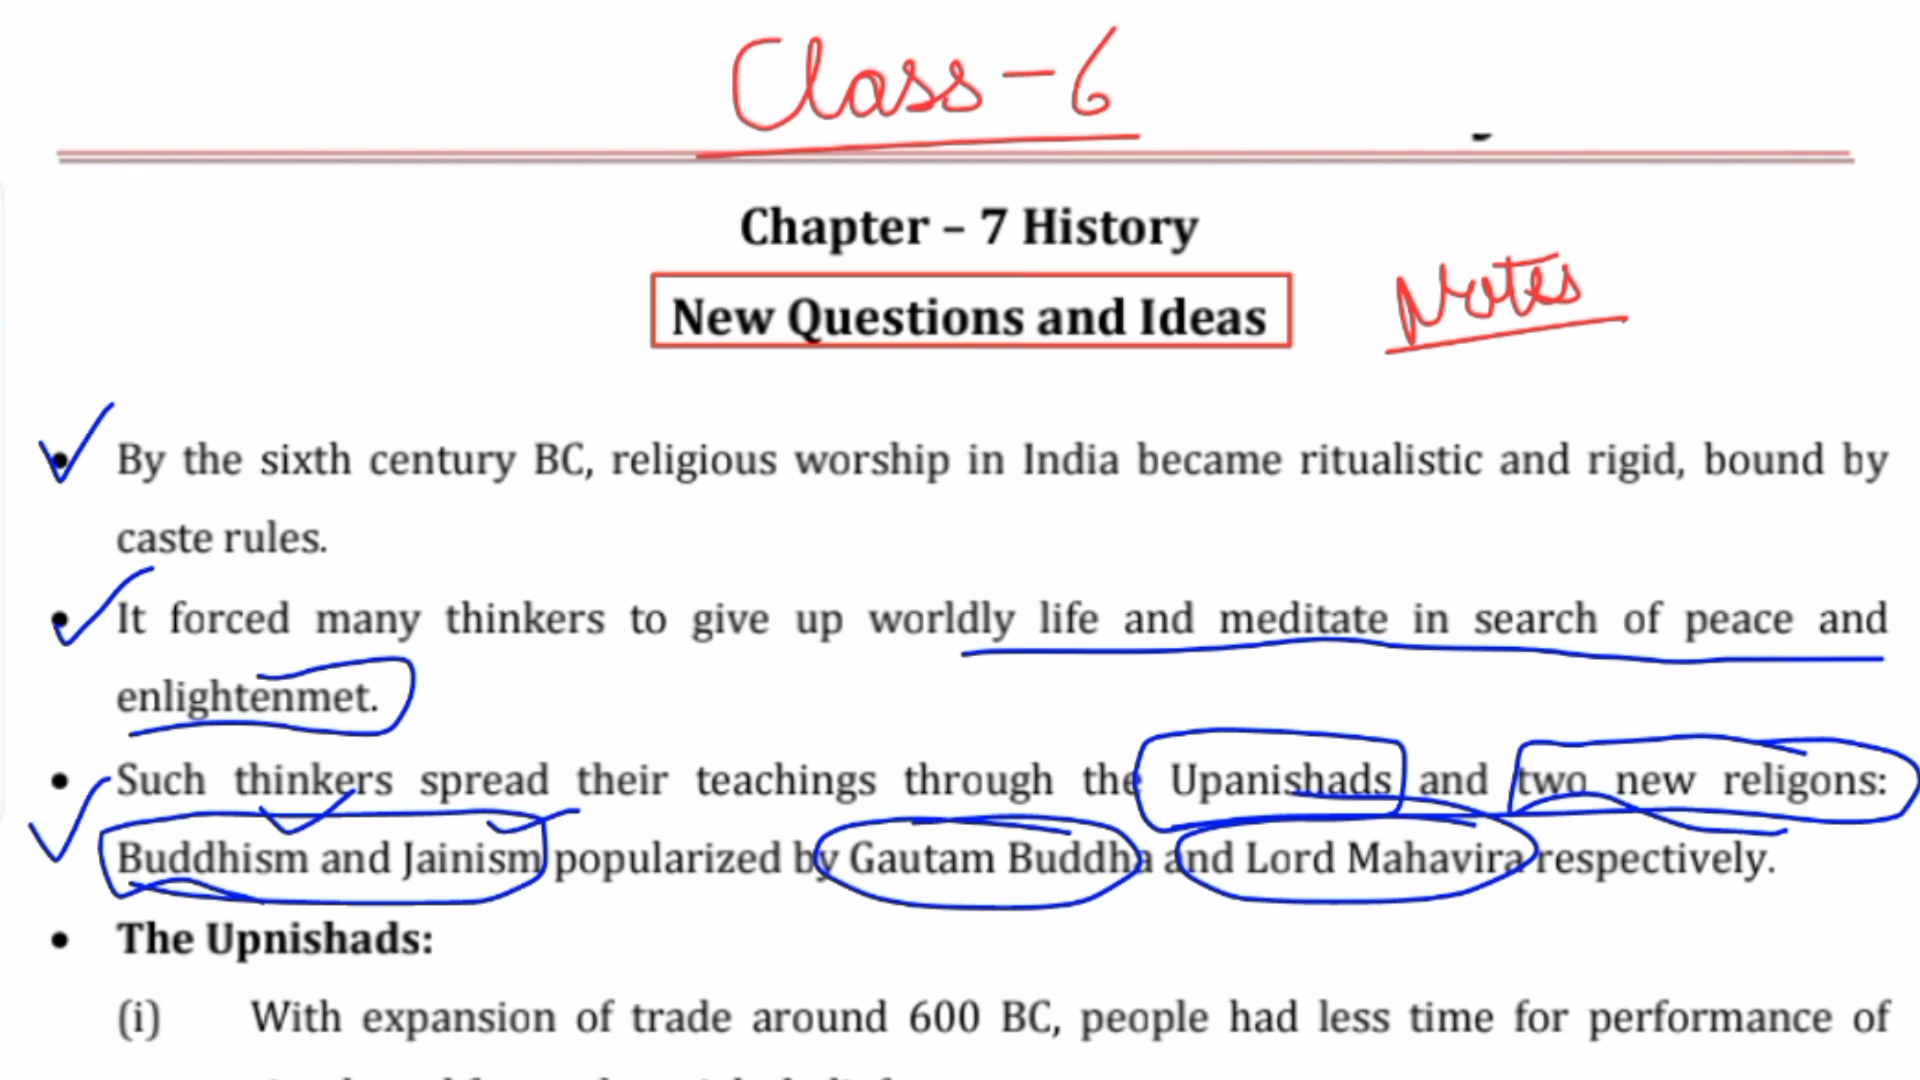 Class-6
Chapter – 7 History
New Questions and Ideas
Notes
• By the sixth century BC, religious worship in India became ritualistic and rigid, bound by
caste rules.
• It forced many thinkers to give up worldly life and meditate in search of peace and
enlightenmet.
• Such thinkers spread their teachings through the Upanishads and two new religons:
Buddhism and Jainism popularized by Gautam Buddha and Lord Mahavira respectively.
• The Upnishads:
(i) With expansion of trade around 600 BC, people had less time for performance of